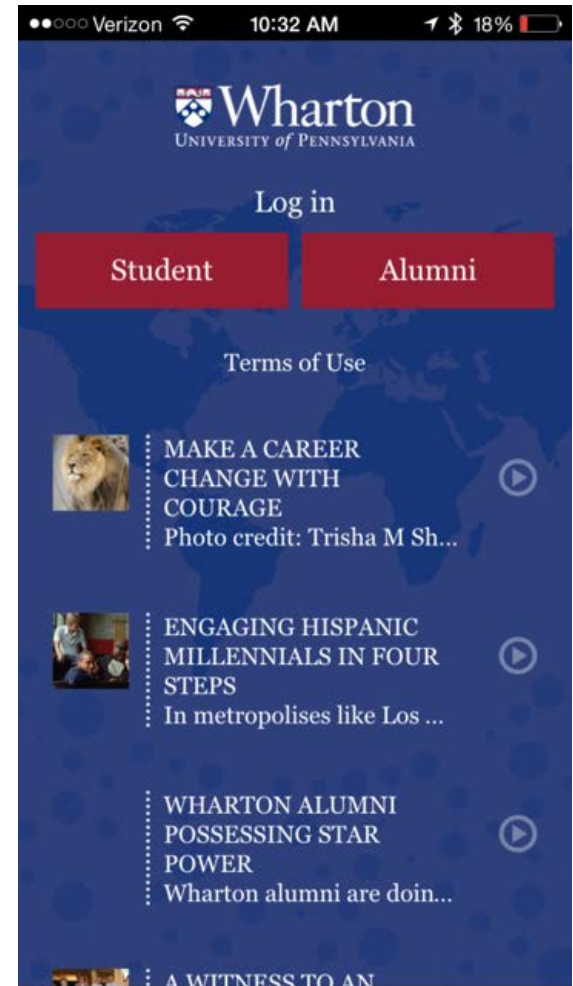 Verizon 10:32 AM 18%
Wharton
UNIVERSITY of PENNSYLVANIA
Log in
Student Alumni
Terms of Use
MAKE A CAREER
CHANGE WITH
COURAGE
Photo credit: Trisha M Sh...
ENGAGING HISPANIC
MILLENNIALS IN FOUR
STEPS
In metropolises like Los ...
WHARTON ALUMNI
POSSESSING STAR
POWER
Wharton alumni are doin...
A WITNESS TO AN